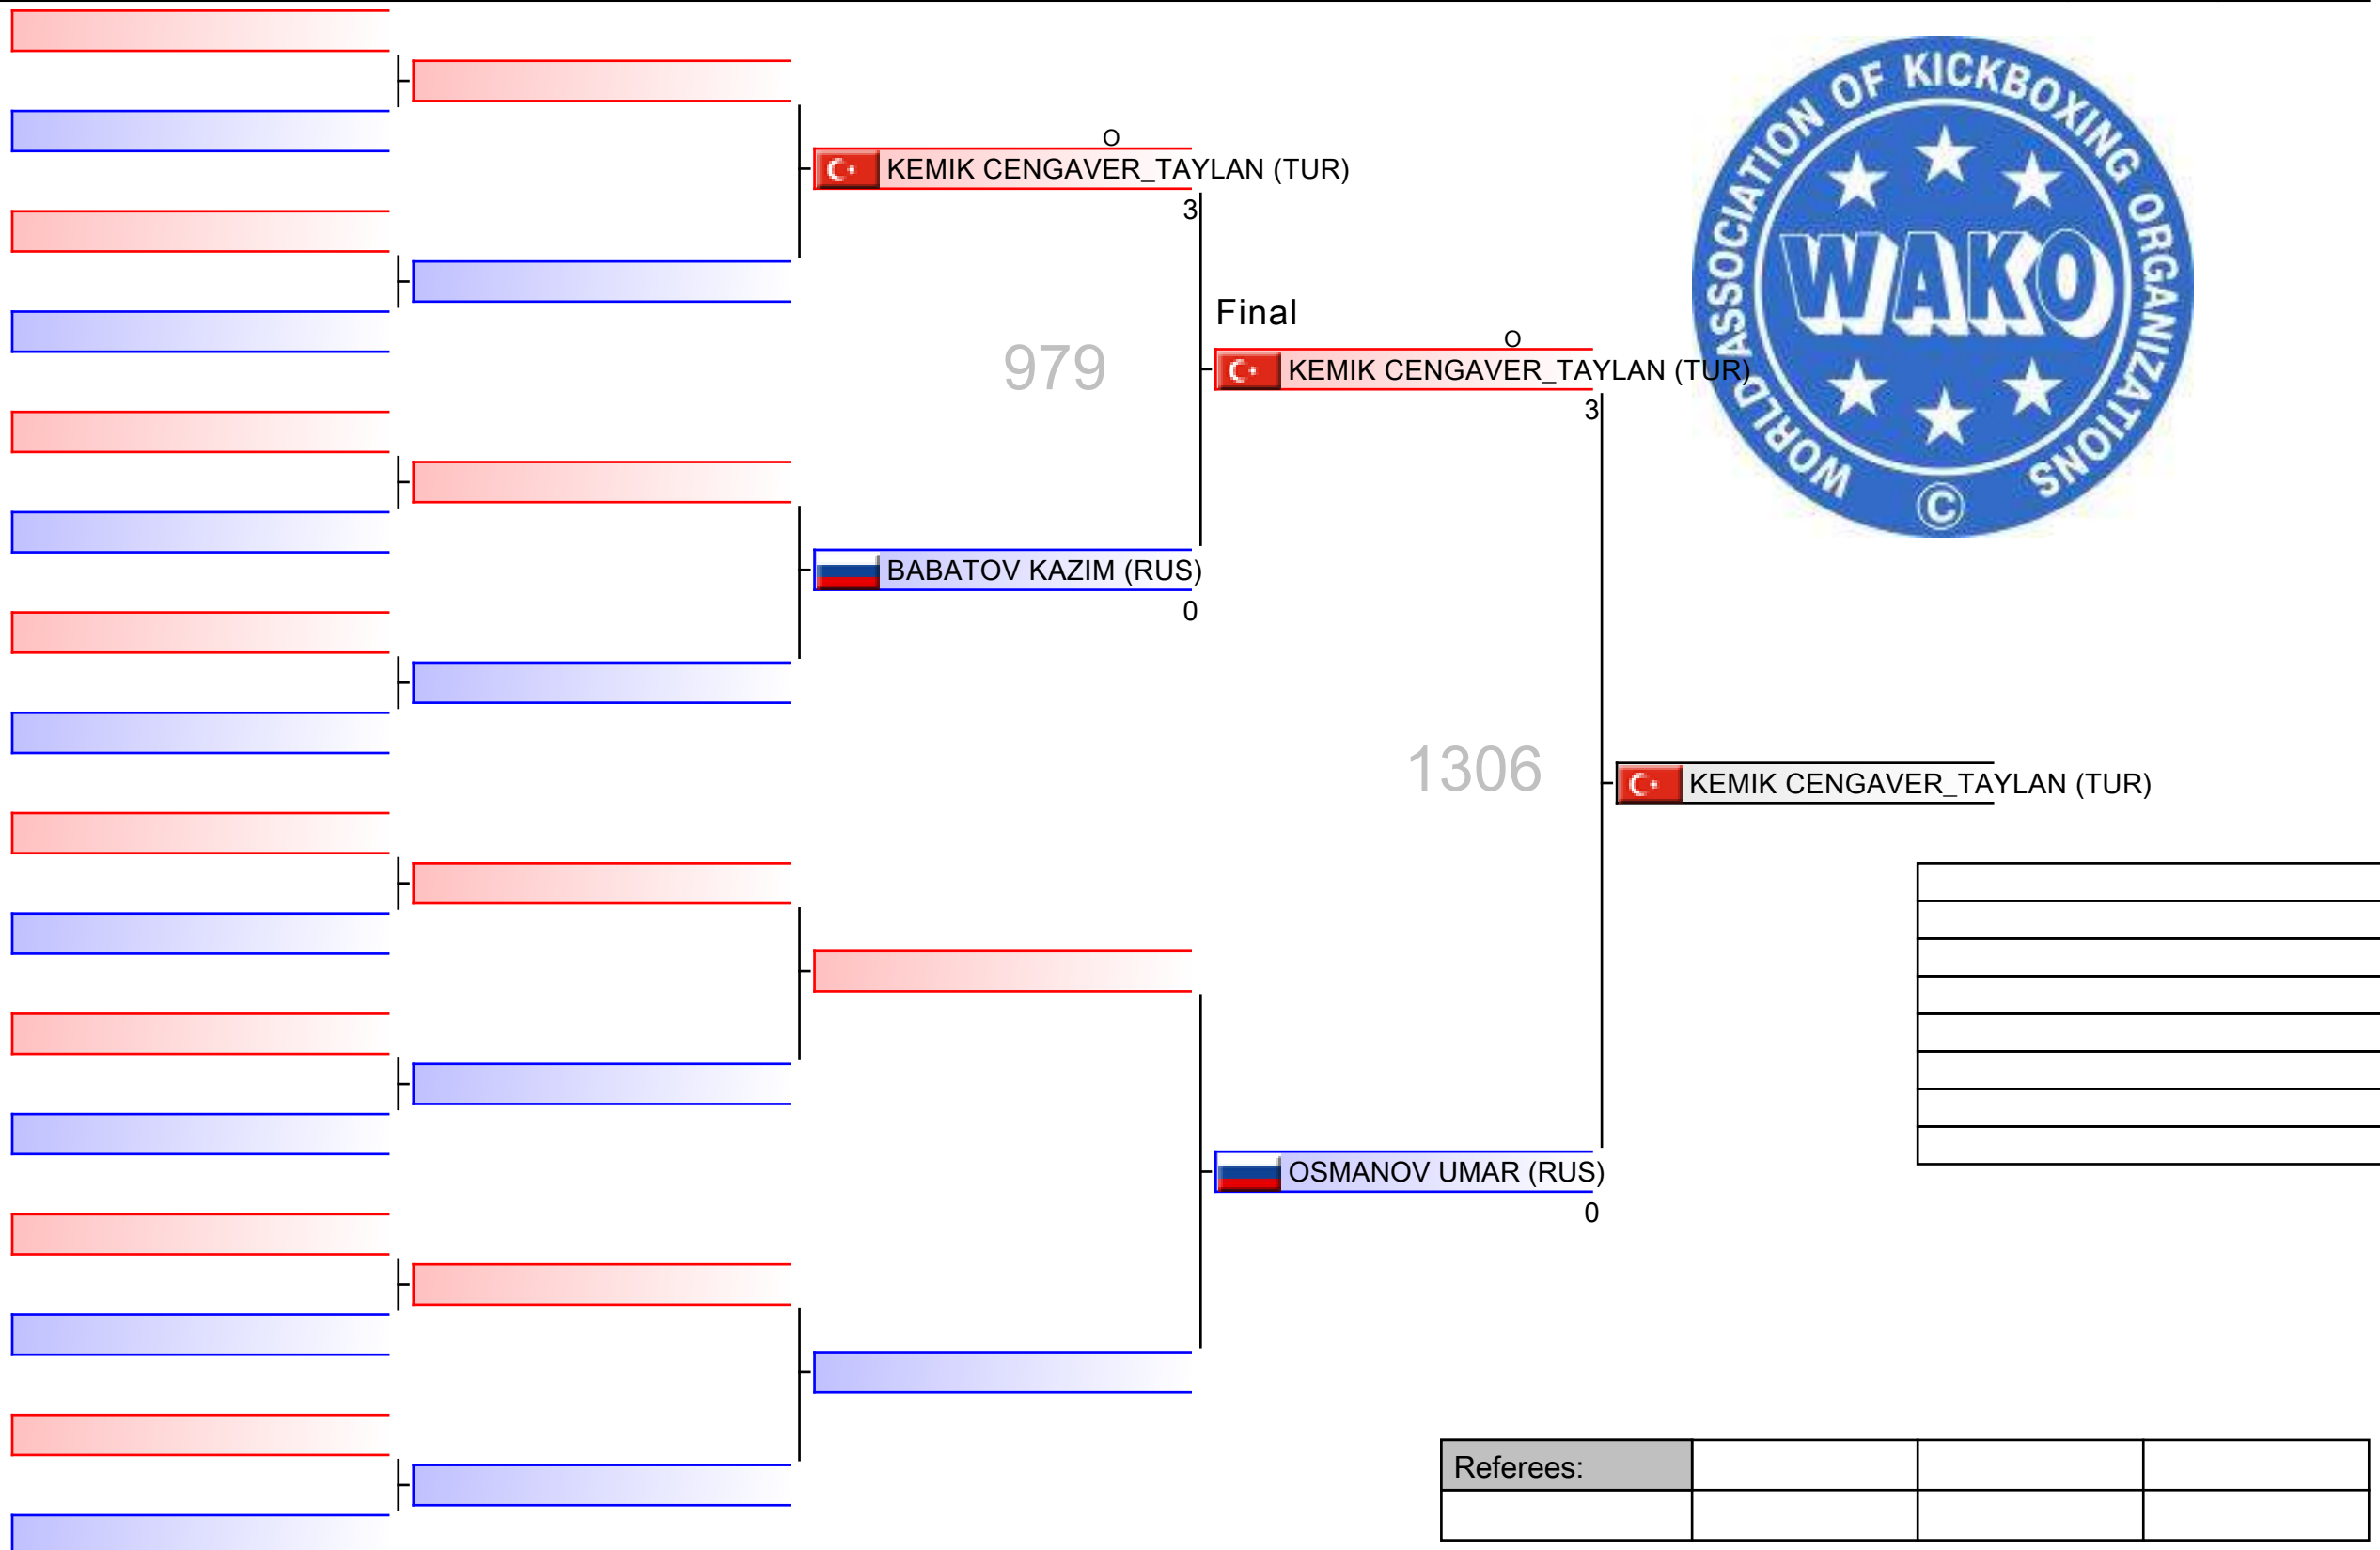 O
KEMIK CENGAVER_TAYLAN (TUR)
3
Final
979
O
KEMIK CENGAVER_TAYLAN (TUR)
3
BABATOV KAZIM (RUS)
0
1306
KEMIK CENGAVER_TAYLAN (TUR)
OSMANOV UMAR (RUS)
0
WORLD ASSOCIATION OF KICKBOXING ORGANIZATIONS
WAKO
©
Referees: